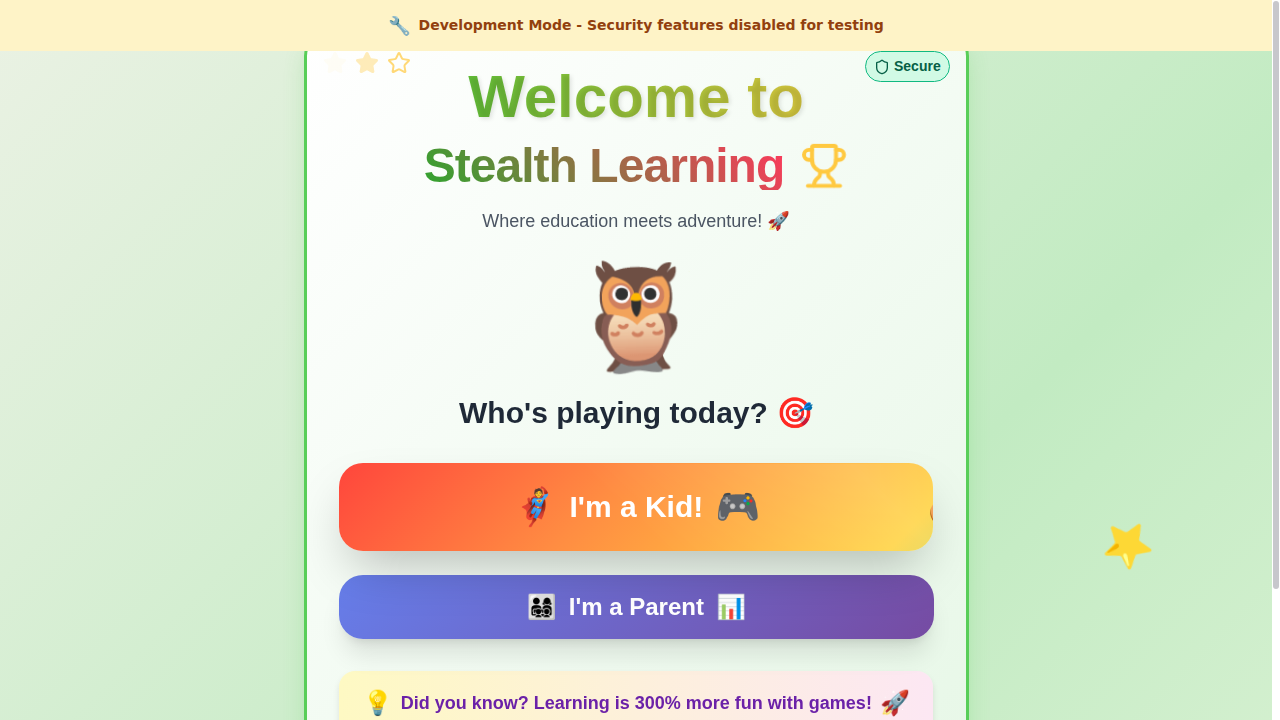 Development Mode - Security features disabled for testing
Secure
Welcome to
Stealth Learning
Where education meets adventure!
Who's playing today?
I'm a Kid!
I'm a Parent
Did you know? Learning is 300% more fun with games!